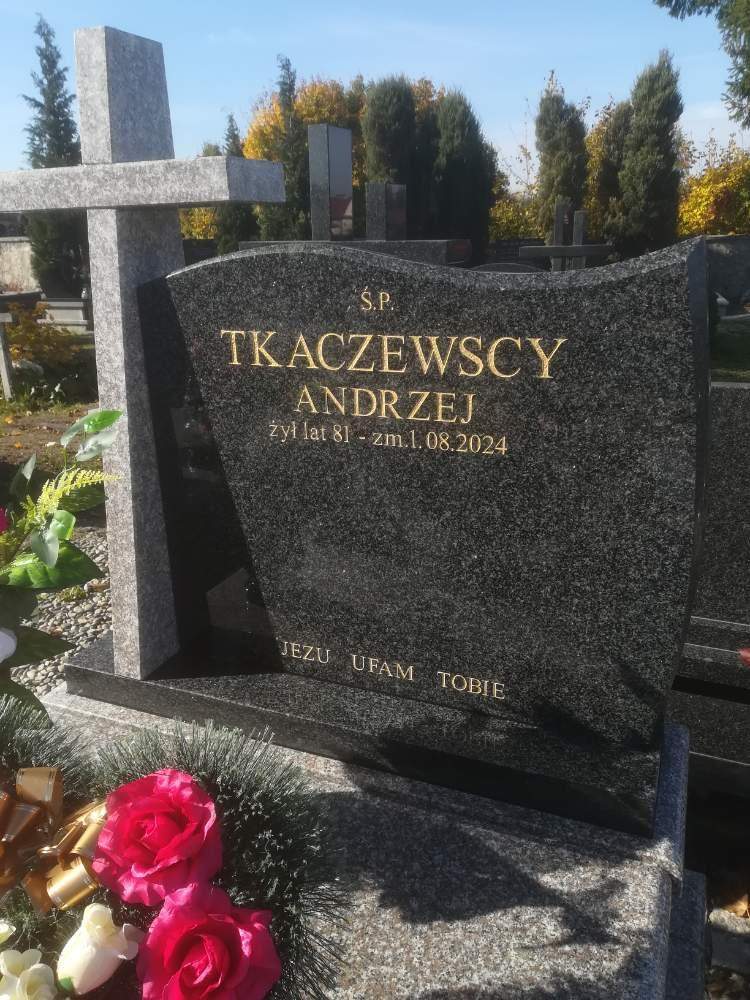 Ś.P.
TKACZEWSCY
ANDRZEJ
żył lat 81 - zm.1.08.2024
JEZU UFAM TOBIE